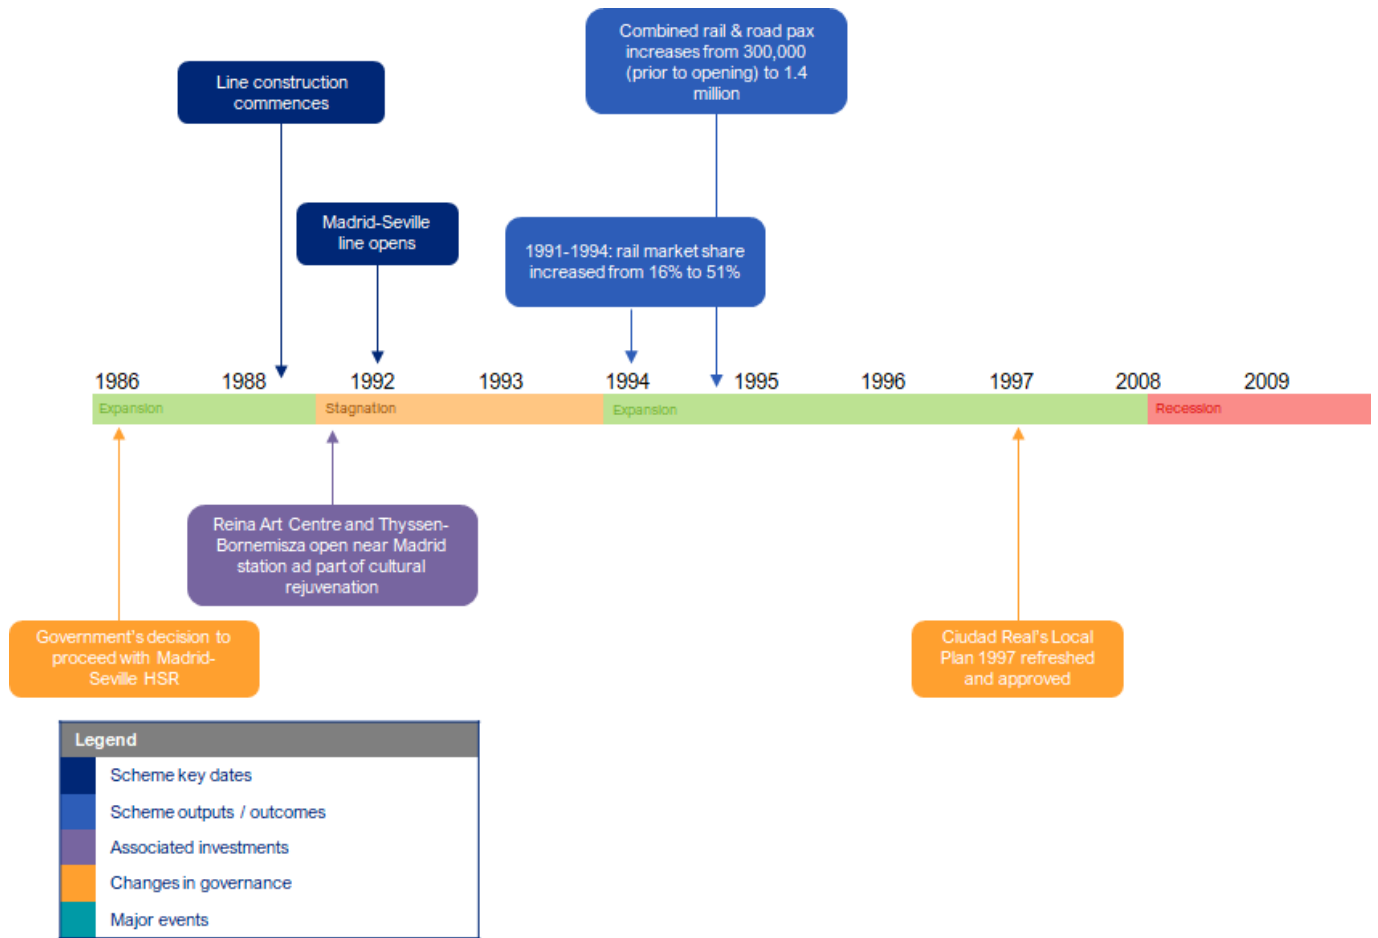 Combined rail & road pax
increases from 300,000
(prior to opening) to 1.4
million
Line construction
commences
Madrid-Seville
line opens
1991-1994: rail market share
increased from 16% to 51%
1986 1988 1992 1993 1994 1995 1996 1997 2008 2009
Expansion Stagnation Expansion Recession
Reina Art Centre and Thyssen-
Bornemisza open near Madrid
station ad part of cultural
rejuvenation
Government's decision to
proceed with Madrid-
Seville HSR
Ciudad Real's Local
Plan 1997 refreshed
and approved
Legend
Scheme key dates
Scheme outputs / outcomes
Associated investments
Changes in governance
Major events